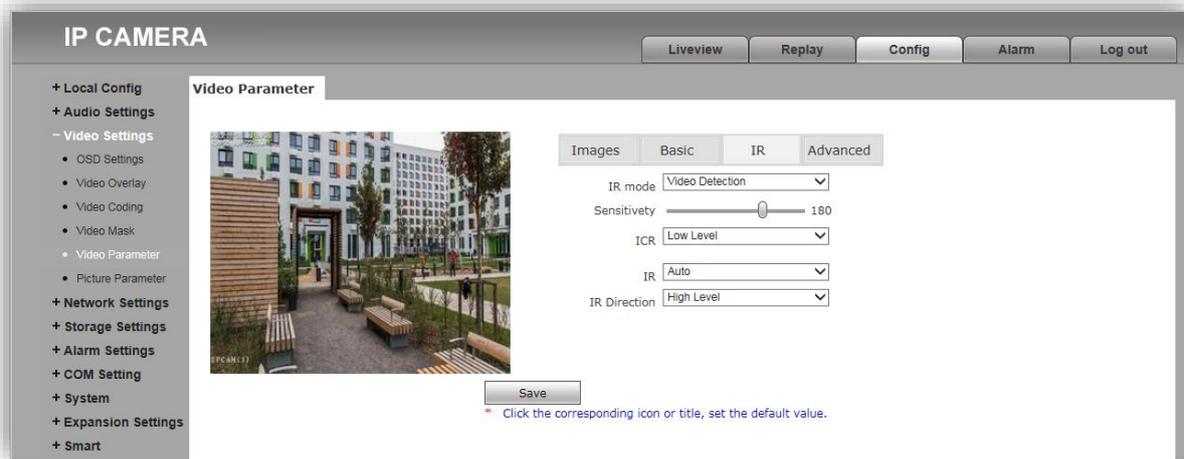 IP CAMERA
Liveview Replay Config Alarm Log out
+ Local Config
+ Audio Settings
− Video Settings
• OSD Settings
• Video Overlay
• Video Coding
• Video Mask
• Video Parameter
• Picture Parameter
+ Network Settings
+ Storage Settings
+ Alarm Settings
+ COM Setting
+ System
+ Expansion Settings
+ Smart
Video Parameter
IPCAM(1)
Images Basic IR Advanced
IR mode Video Detection
Sensitivety 180
ICR Low Level
IR Auto
IR Direction High Level
Save
* Click the corresponding icon or title, set the default value.